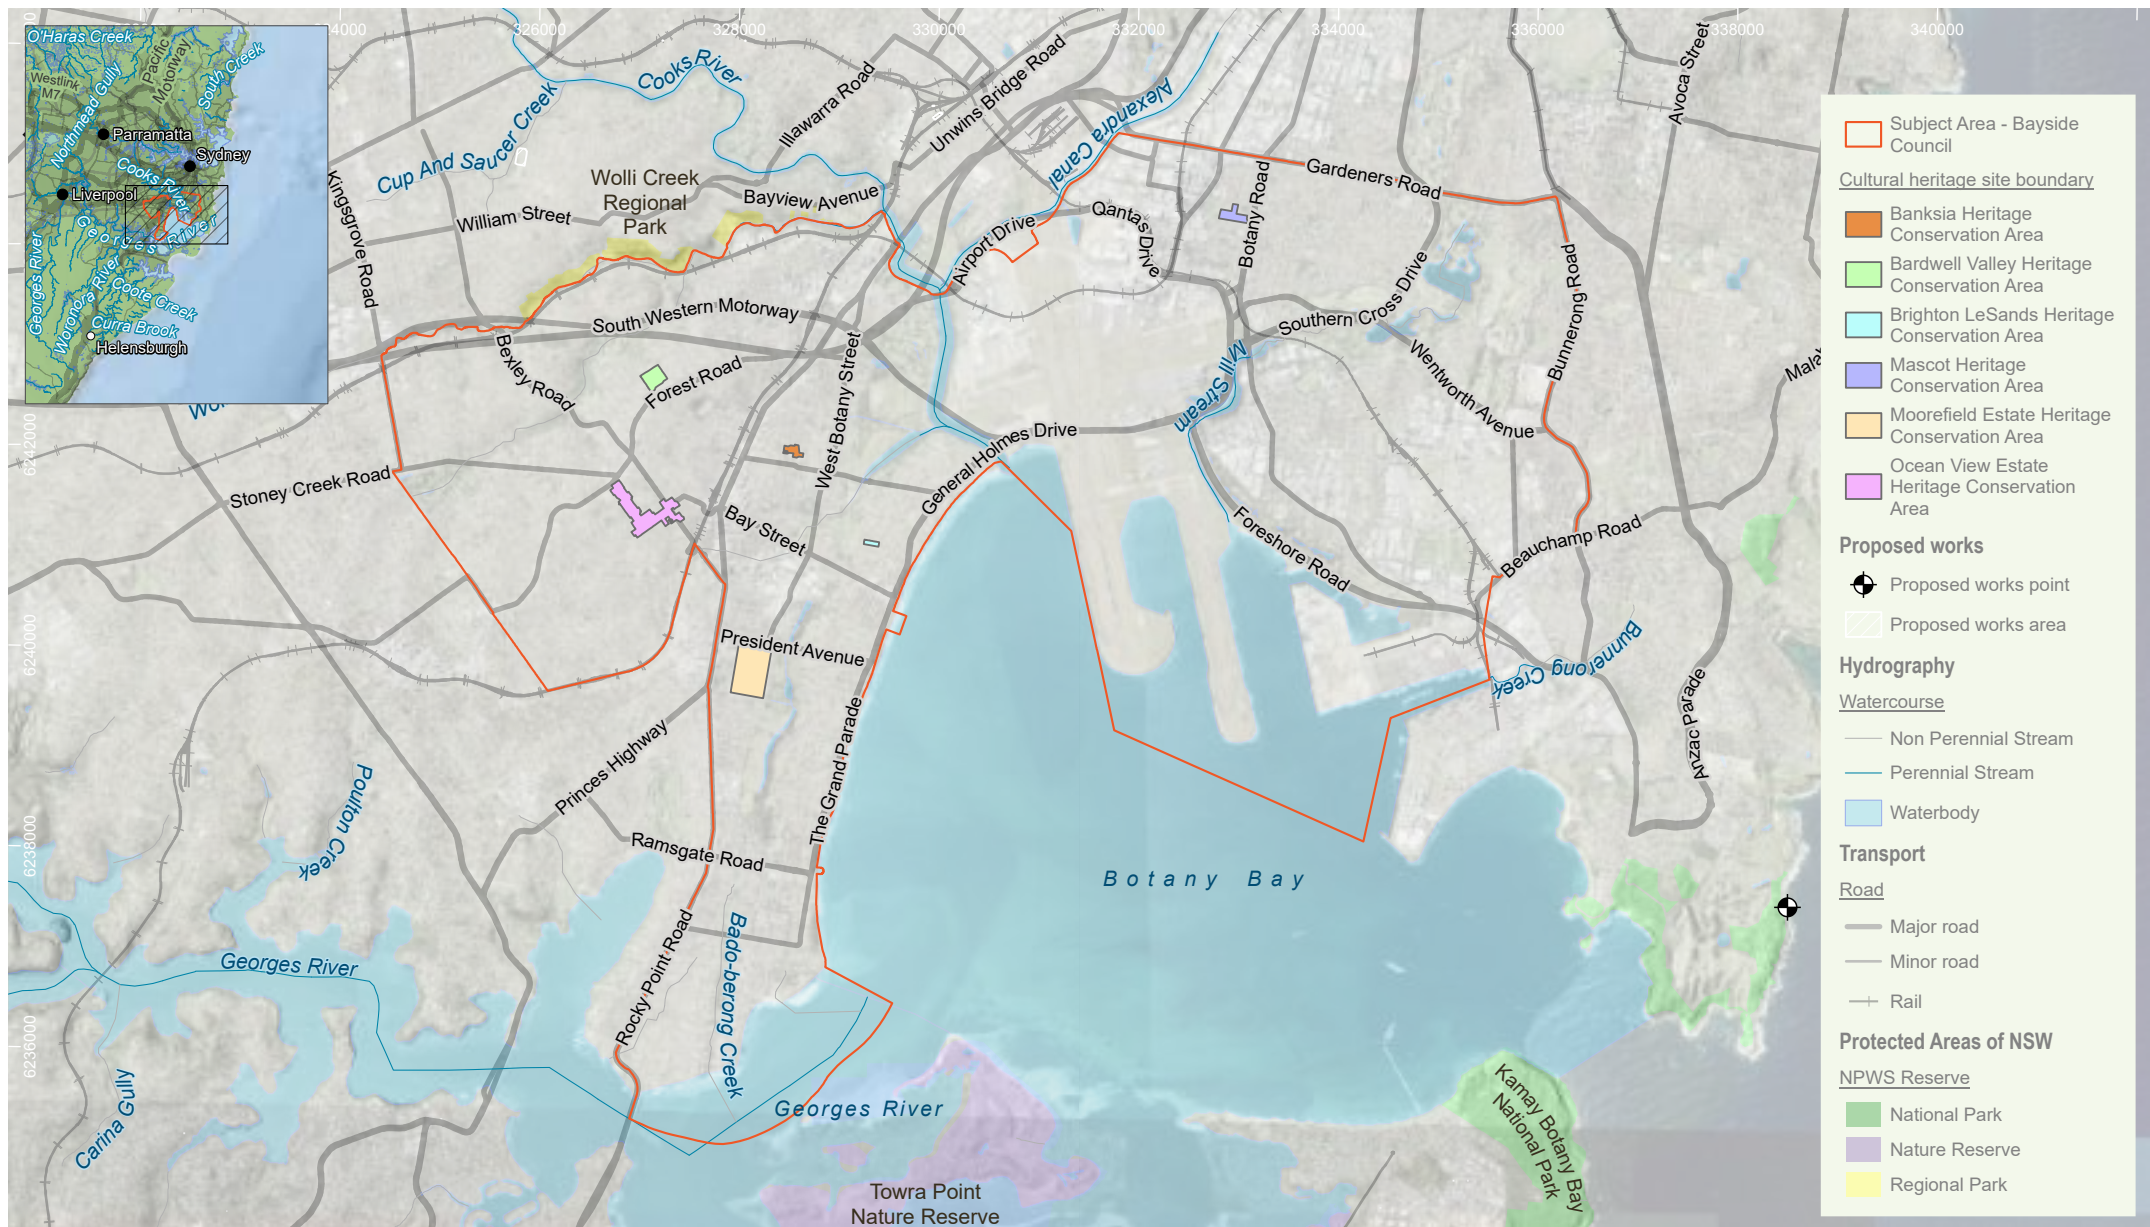 326000
328000
330000
332000
334000
336000
338000
340000
6242000
6240000
6238000
6236000
O'Haras Creek
Westlink
M7
Northmead Gully
Pacific
Motorway
South Creek
Parramatta
Sydney
Cooks River
Liverpool
Georges River
Georges River
Woronora River
Coote Creek
Curra Brook
Helensburgh
Cooks River
Cup And Saucer Creek
Illawarra Road
Unwins Bridge Road
Alexandra Canal
Avoca Street
Kingsgrove Road
William Street
Wolli Creek
Regional
Park
Bayview Avenue
Airport Drive
Qantas Drive
Botany Road
Gardeners Road
Southern Cross Drive
Bunnerong Road
South Western Motorway
Bexley Road
Forest Road
West Botany Street
Mill Stream
Wentworth Avenue
Stoney Creek Road
General Holmes Drive
Bay Street
Foreshore Road
Beauchamp Road
President Avenue
Bunnerong Creek
Anzac Parade
Princes Highway
The Grand Parade
Poulton Creek
Ramsgate Road
Botany Bay
Georges River
Rocky Point Road
Bado-berong Creek
Georges River
Carina Gully
Towra Point
Nature Reserve
Kamay Botany Bay
National Park
Subject Area - Bayside
Council
Cultural heritage site boundary
Banksia Heritage
Conservation Area
Bardwell Valley Heritage
Conservation Area
Brighton LeSands Heritage
Conservation Area
Mascot Heritage
Conservation Area
Moorefield Estate Heritage
Conservation Area
Ocean View Estate
Heritage Conservation
Area
Proposed works
Proposed works point
Proposed works area
Hydrography
Watercourse
Non Perennial Stream
Perennial Stream
Waterbody
Transport
Road
Major road
Minor road
Rail
Protected Areas of NSW
NPWS Reserve
National Park
Nature Reserve
Regional Park